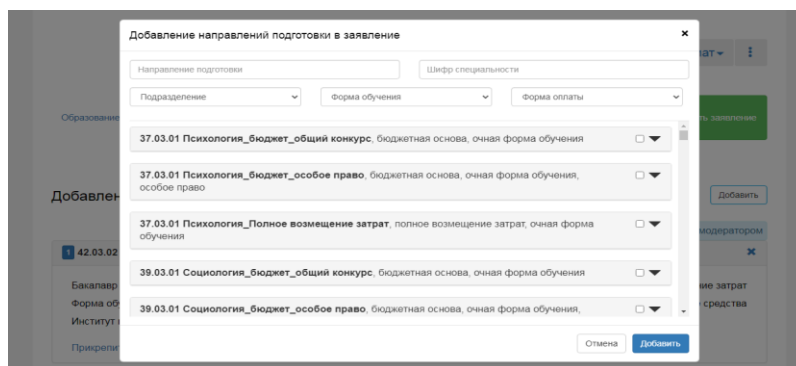 Добавление направлений подготовки в заявление
×
лат
Направление подготовки
Шифр специальности
Подразделение
Форма обучения
Форма оплаты
Образование
ть заявление
37.03.01 Психология_бюджет_общий конкурс, бюджетная основа, очная форма обучения
37.03.01 Психология_бюджет_особое право, бюджетная основа, очная форма обучения,
особое право
Добавлен
Добавить
37.03.01 Психология_Полное возмещение затрат, полное возмещение затрат, очная форма
обучения
модератором
1 42.03.02
39.03.01 Социология_бюджет_общий конкурс, бюджетная основа, очная форма обучения
Бакалавр
ние затрат
39.03.01 Социология_бюджет_особое право, бюджетная основа, очная форма обучения,
Форма об
средства
Институт
Отмена
Добавить
Прикрепи